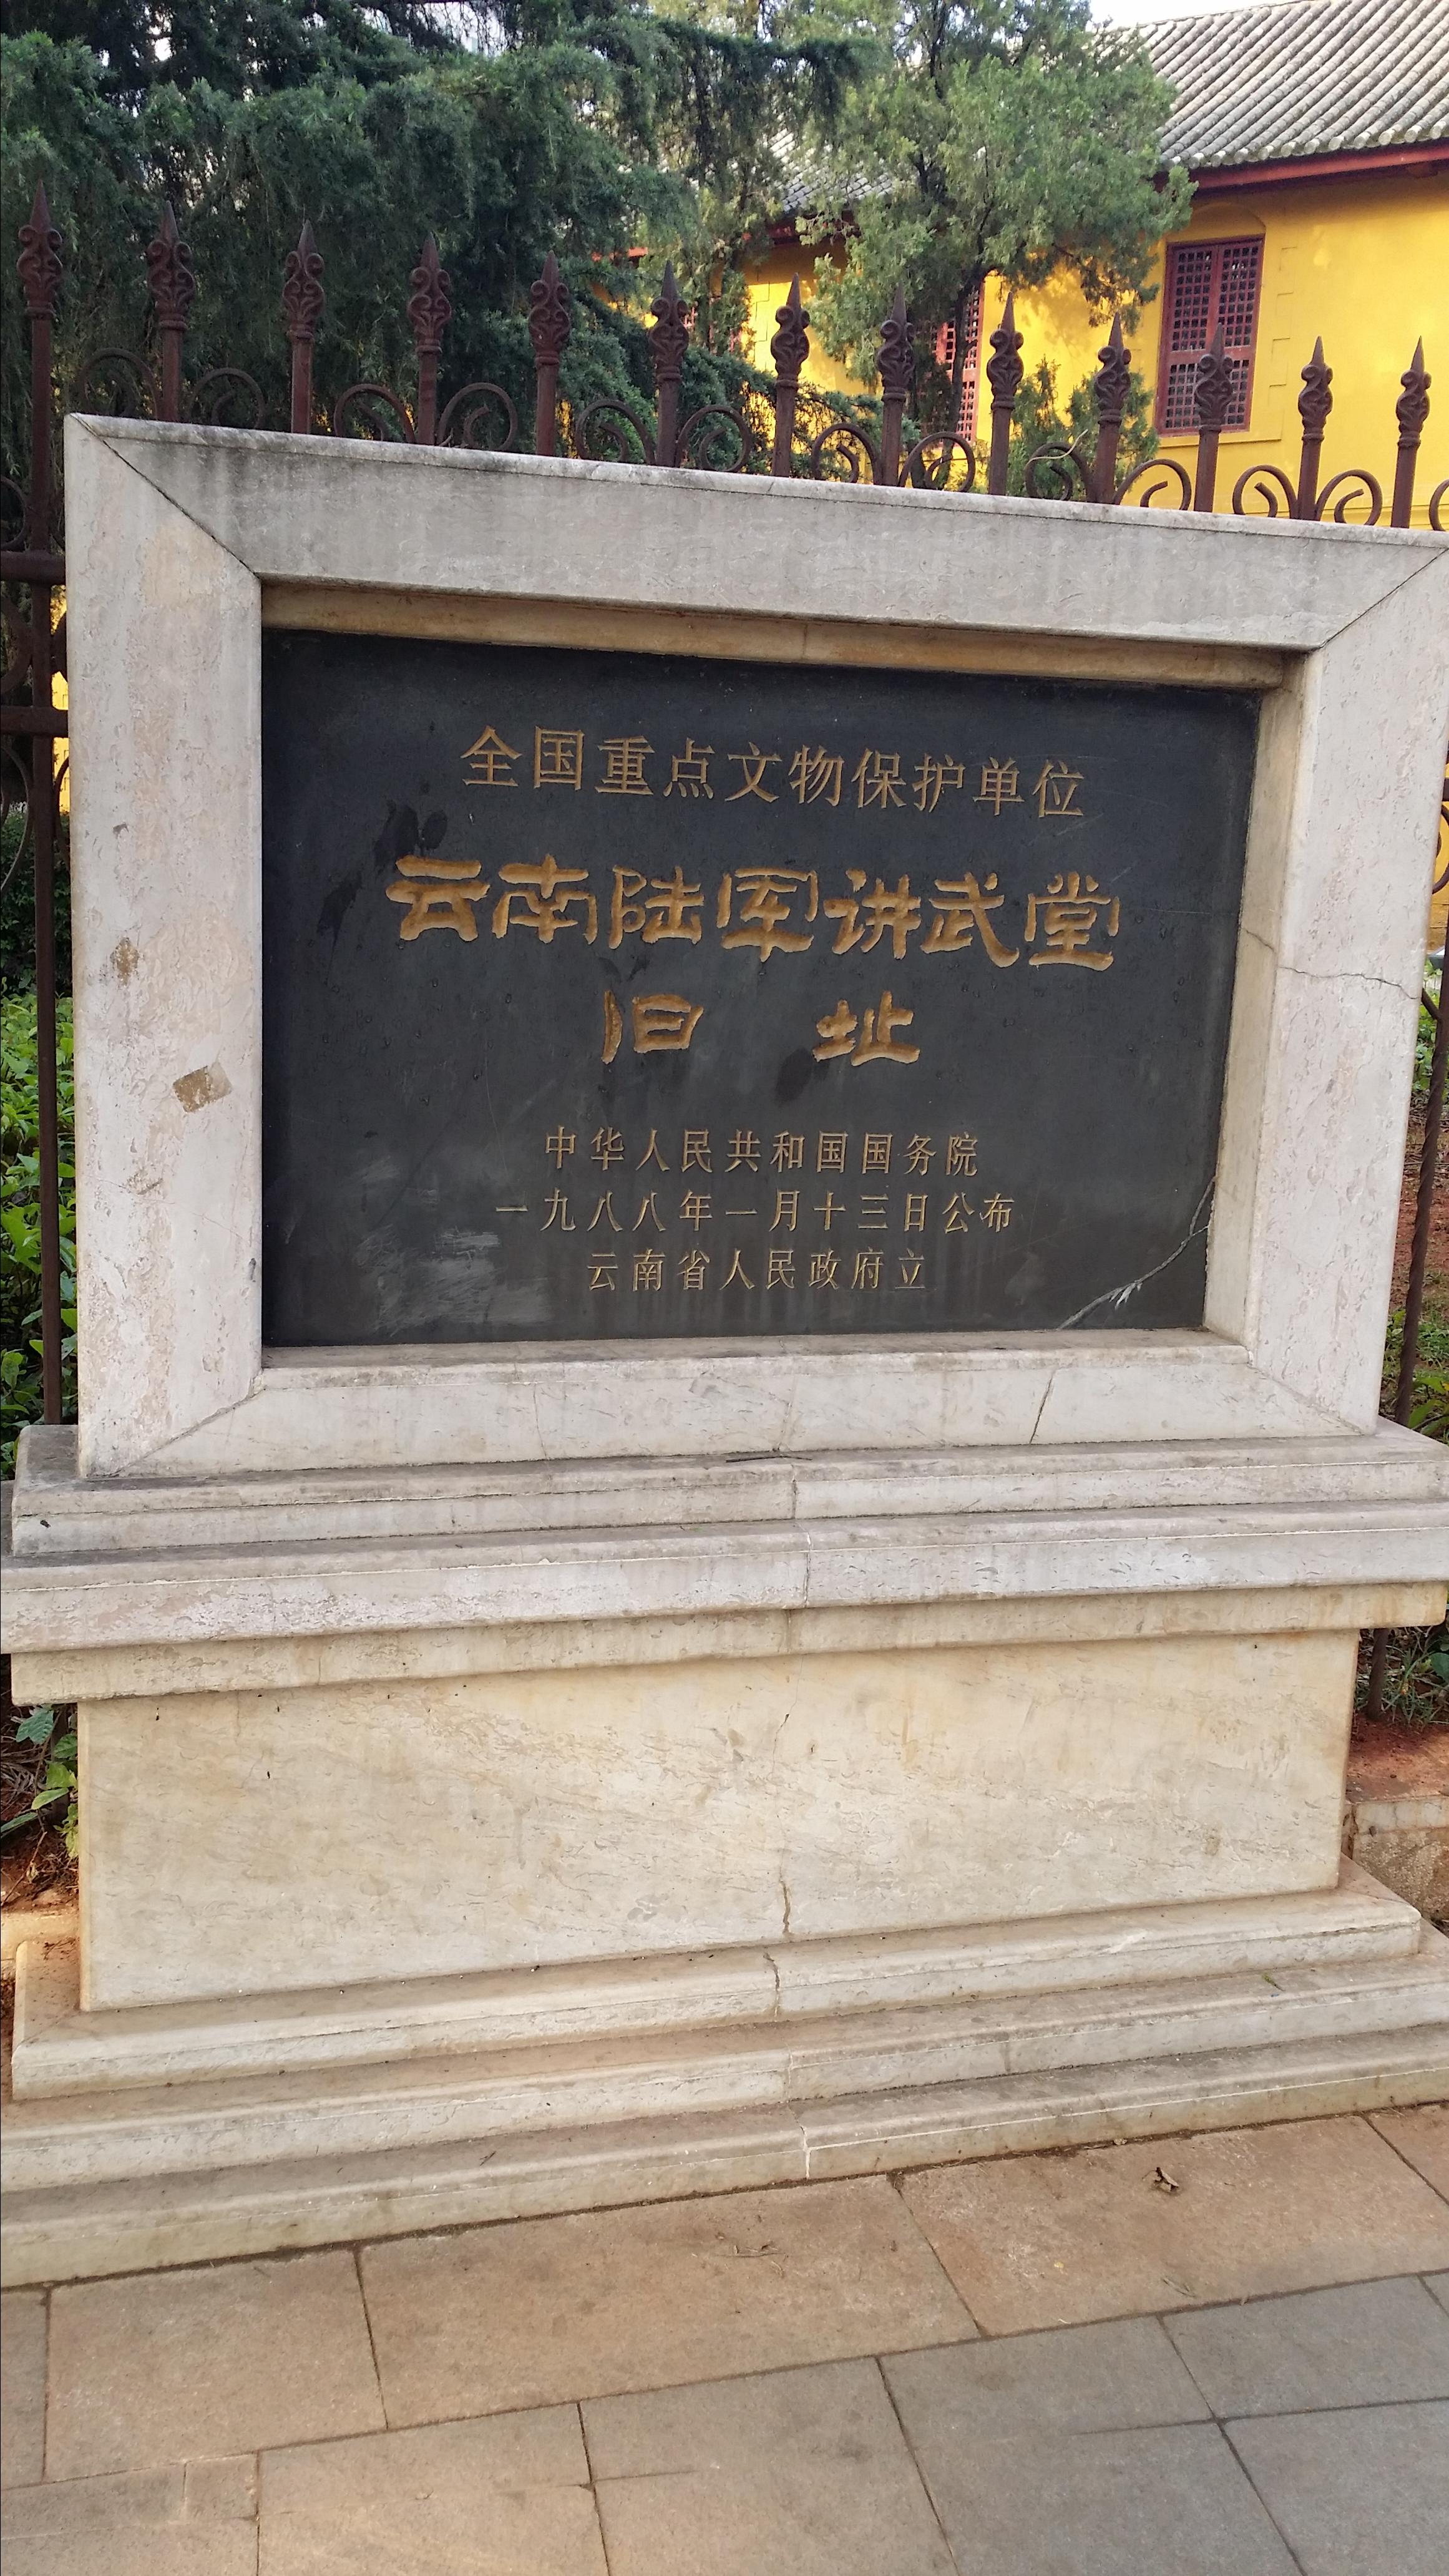 全国重点文物保护单位
云南陆军讲武堂
旧 址
中华人民共和国国务院
一九八八年一月十三日公布
云南省人民政府立